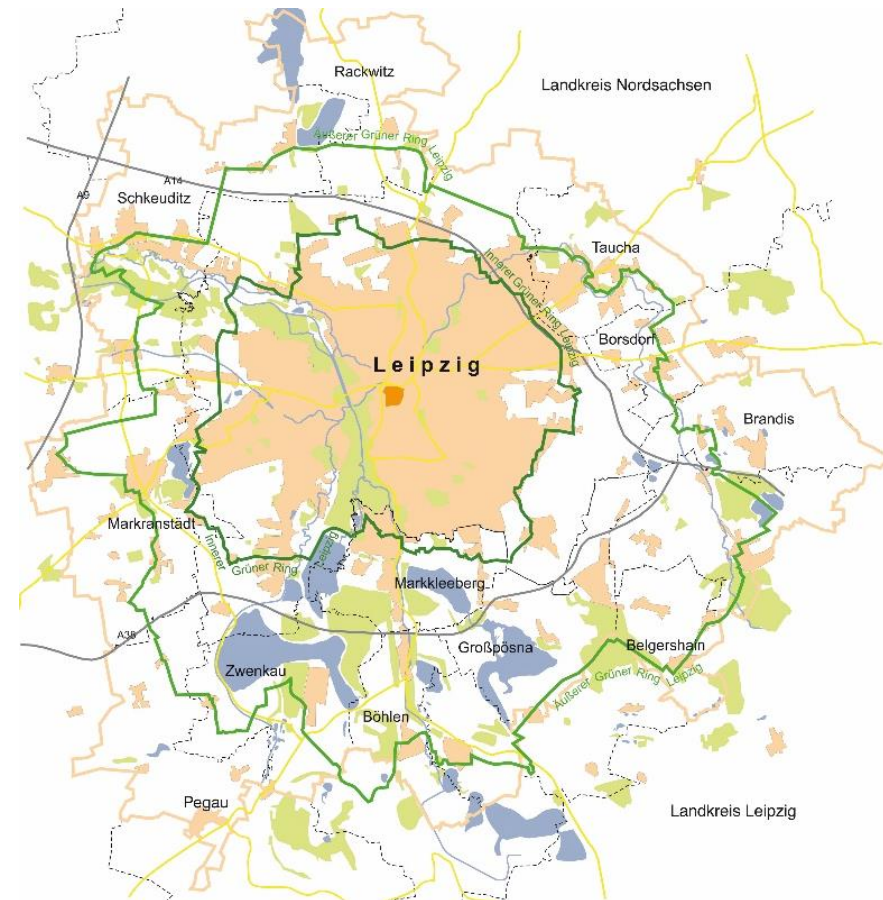 Rackwitz
Landkreis Nordsachsen
Äußerer Grüner Ring Leipzig
A14
A9
Schkeuditz
Taucha
Innerer Grüner Ring Leipzig
Borsdorf
Leipzig
Brandis
Markranstädt
Innerer Grüner Ring Leipzig
Markkleeberg
A38
Großpösna
Belgershain
Zwenkau
Äußerer Grüner Ring Leipzig
Böhlen
Pegau
Landkreis Leipzig